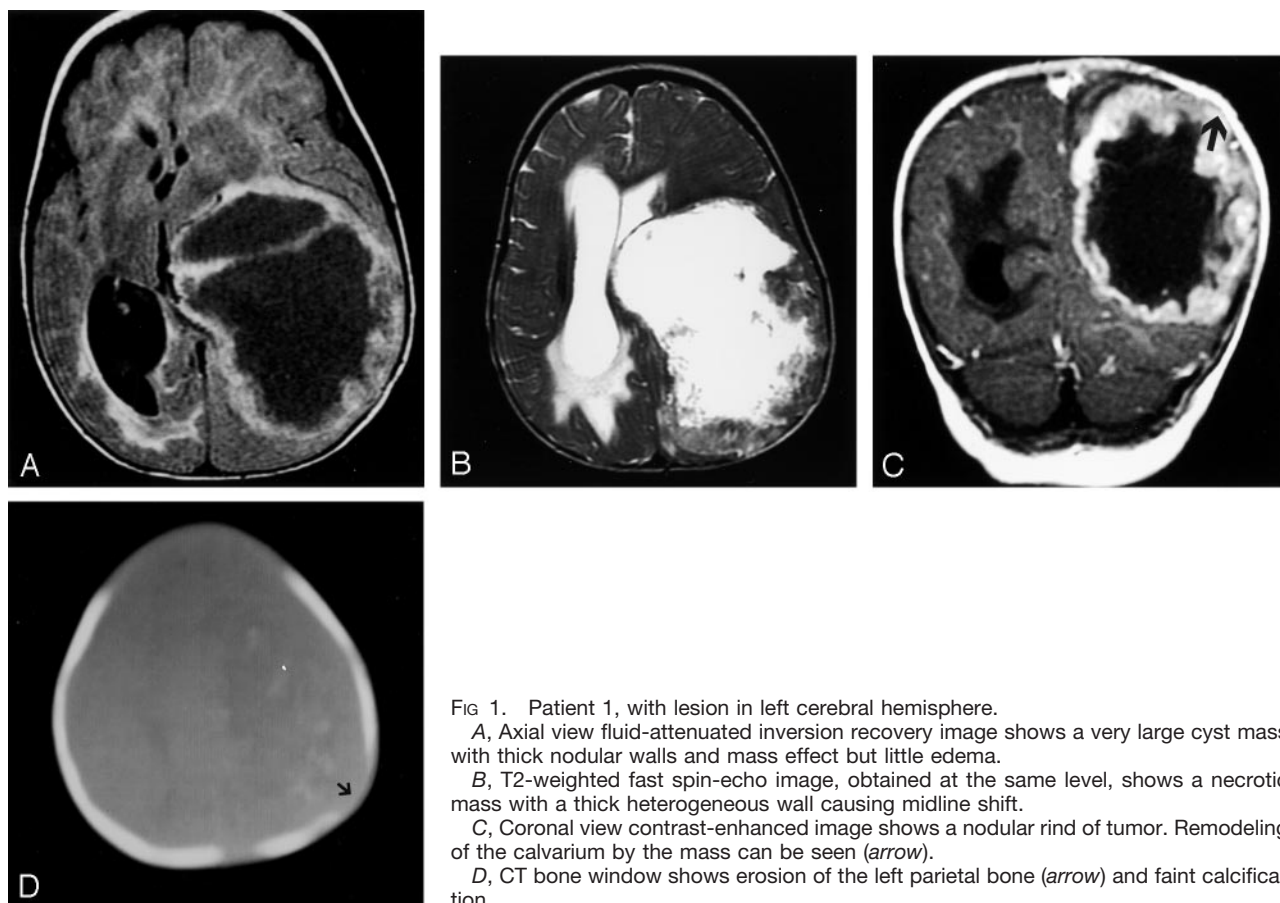 A
B
C
D
FIG 1. Patient 1, with lesion in left cerebral hemisphere.
A, Axial view fluid-attenuated inversion recovery image shows a very large cyst mass
with thick nodular walls and mass effect but little edema.
B, T2-weighted fast spin-echo image, obtained at the same level, shows a necrotic
mass with a thick heterogeneous wall causing midline shift.
C, Coronal view contrast-enhanced image shows a nodular rind of tumor. Remodeling
of the calvarium by the mass can be seen (arrow).
D, CT bone window shows erosion of the left parietal bone (arrow) and faint calcifica-
tion.